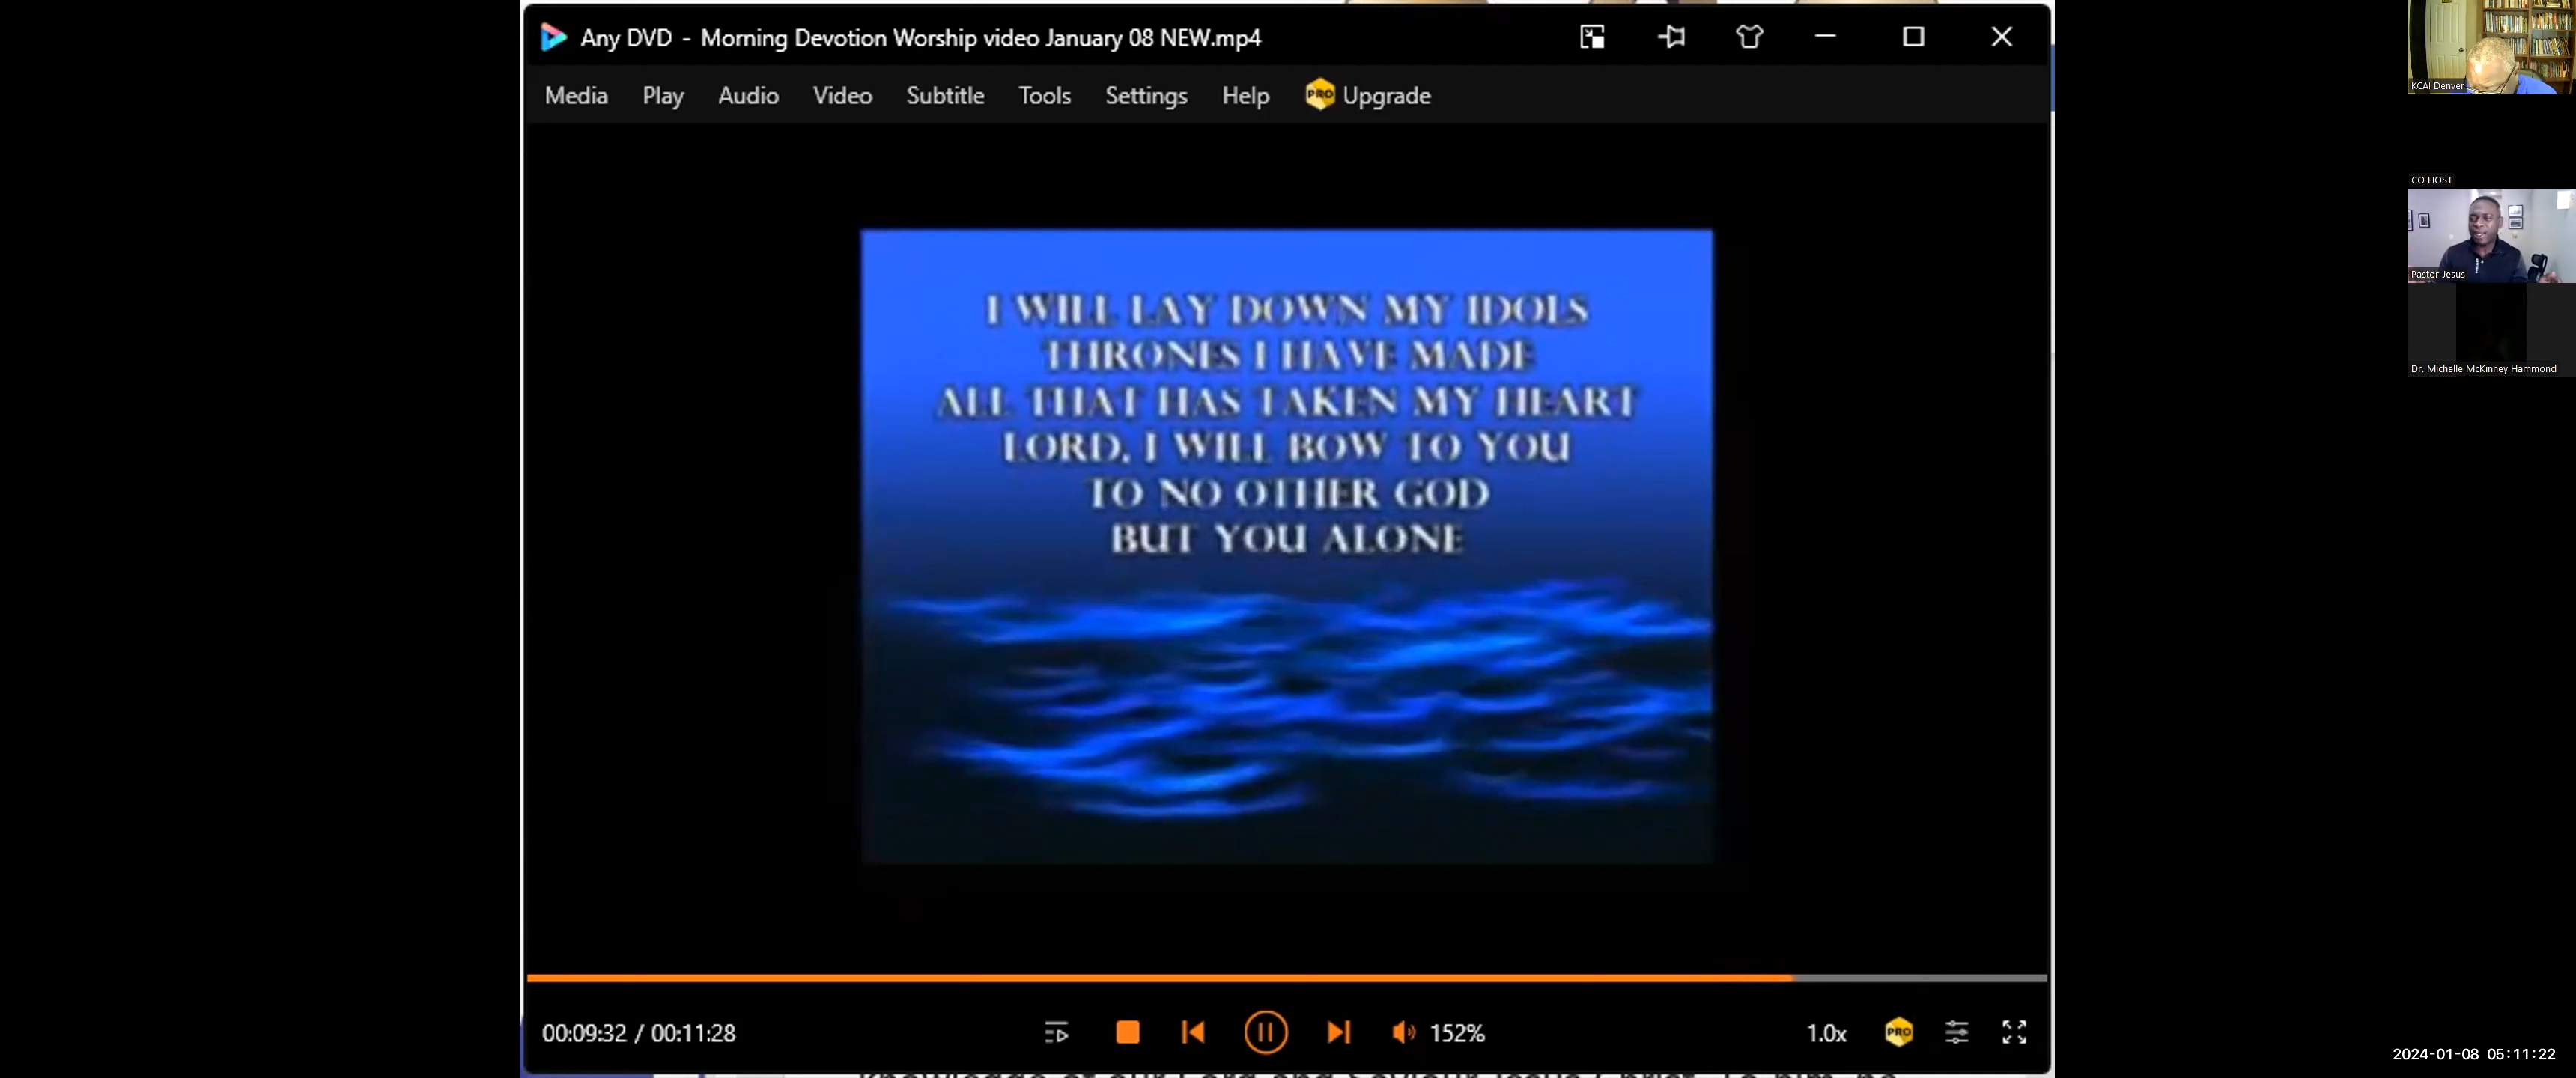 Any DVD - Morning Devotion Worship video January 08 NEW.mp4
Media Play Audio Video Subtitle Tools Settings Help PRO Upgrade
I WILL LAY DOWN MY IDOLS
THRONES I HAVE MADE
ALL THAT HAS TAKEN MY HEART
LORD, I WILL BOW TO YOU
TO NO OTHER GOD
BUT YOU ALONE
00:09:32 / 00:11:28
152%
1.0x
PRO
KCAI Denver
CO HOST
Pastor Jesus
Dr. Michelle McKinney Hammond
2024-01-08 05:11:22